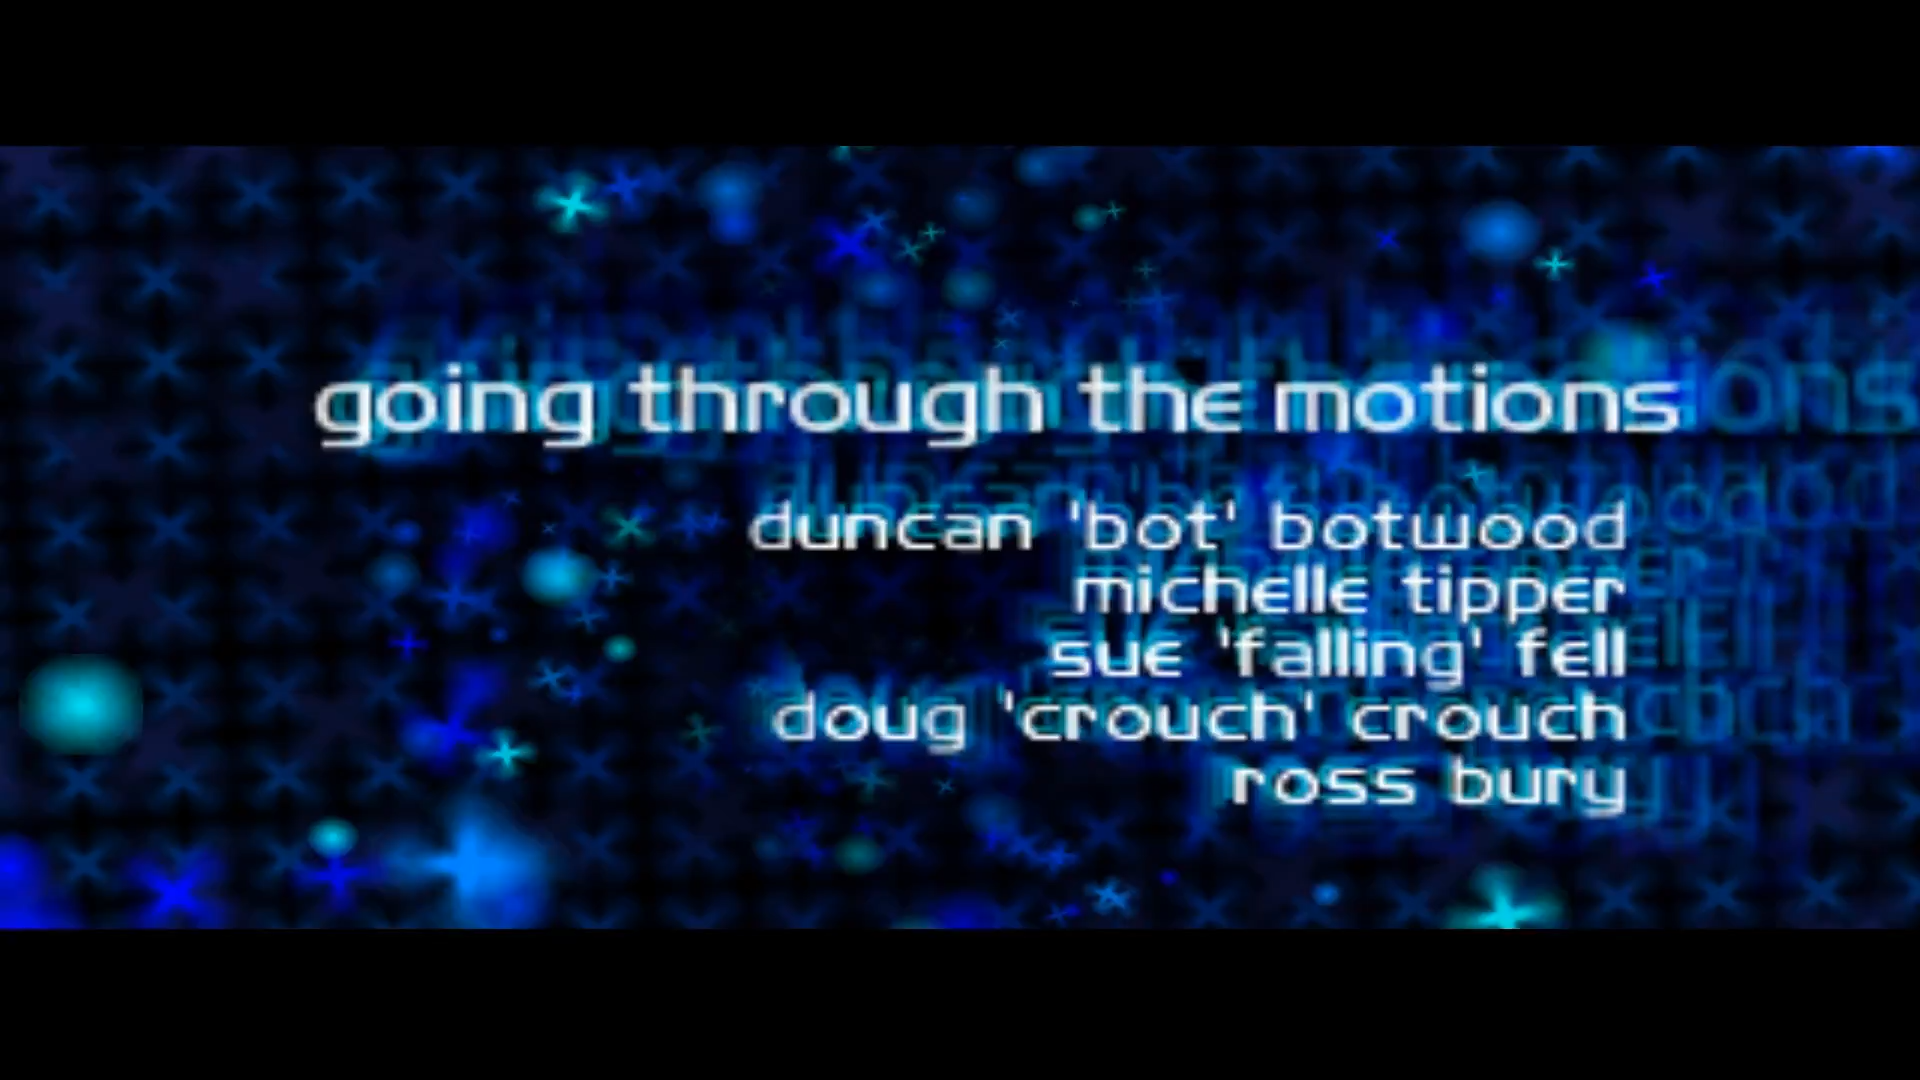 going through the motions
duncan 'bot' botwood
michelle tipper
sue 'falling' fell
doug 'crouch' crouch
ross bury